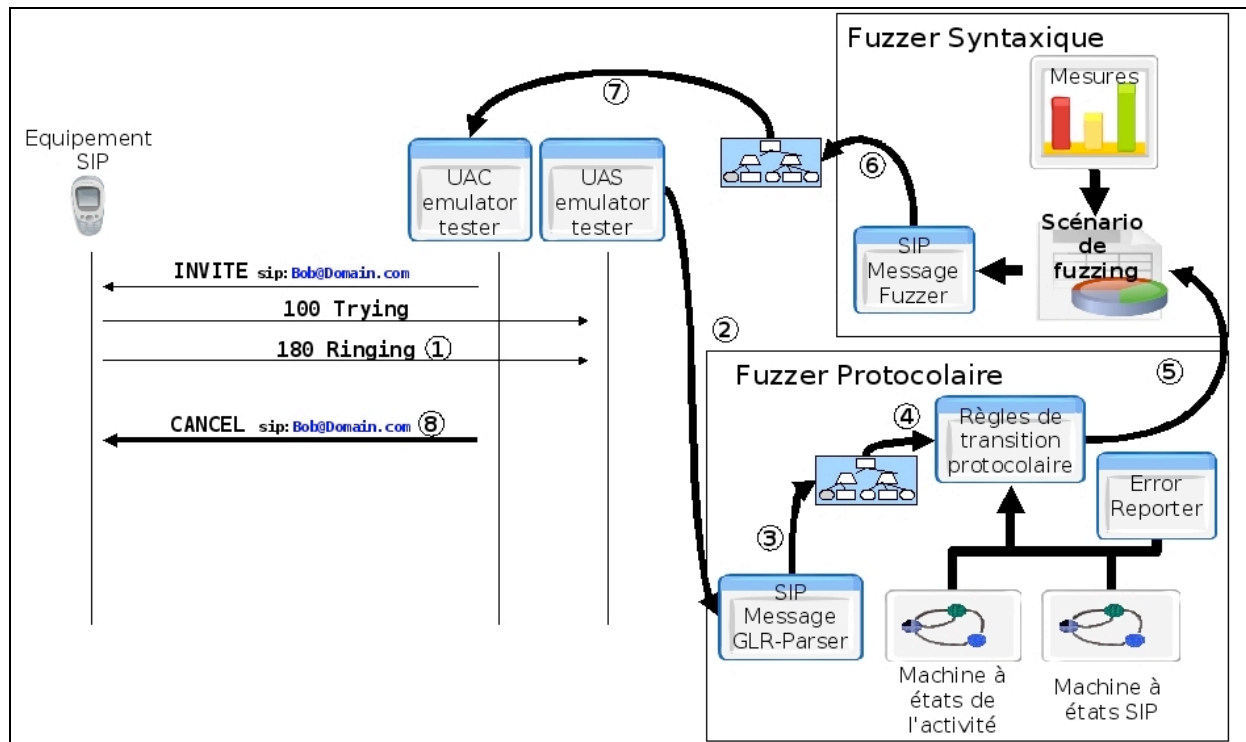 Fuzzer Syntaxique
Mesures
Scénario
de
fuzzing
SIP
Message
Fuzzer
⑥
⑦
Equipement
SIP
UAC
emulator
tester
UAS
emulator
tester
INVITE sip:Bob@Domain.com
100 Trying
180 Ringing ①
CANCEL sip:Bob@Domain.com ⑧
②
Fuzzer Protocolaire
⑤
④
Règles de
transition
protocolaire
Error
Reporter
③
SIP
Message
GLR-Parser
Machine à
états de
l'activité
Machine à
états SIP